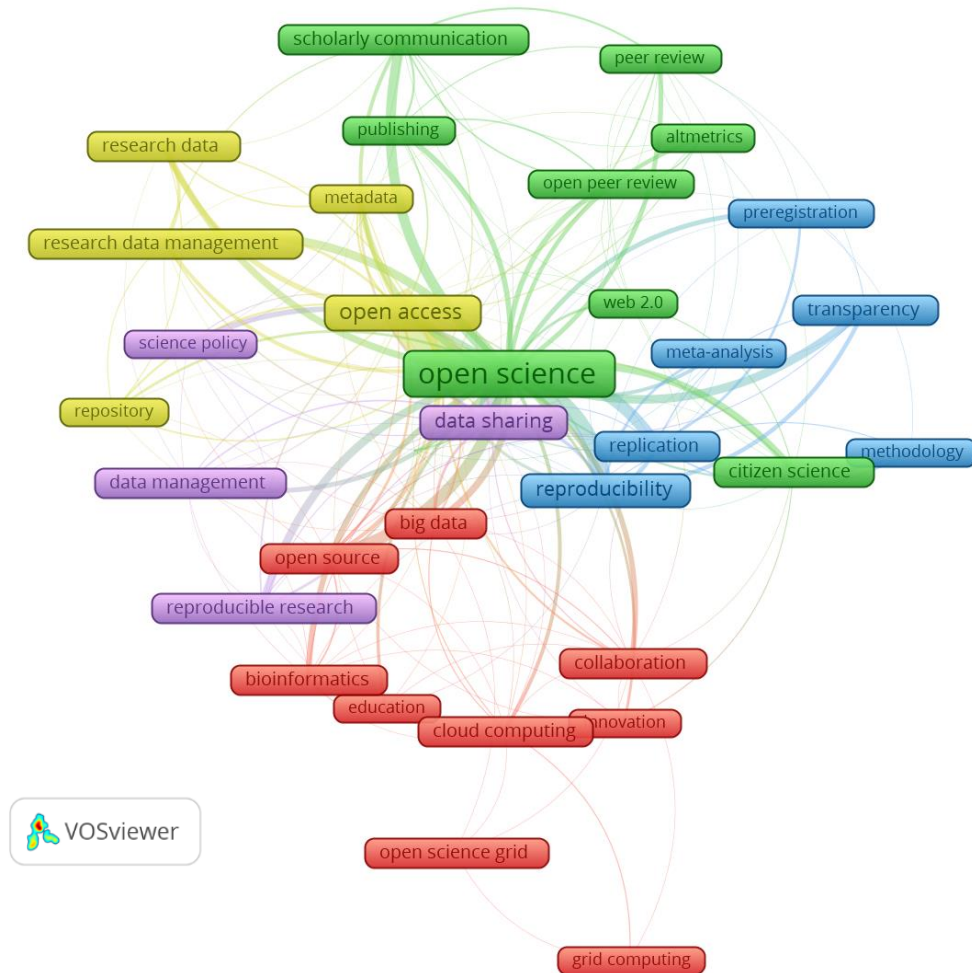 scholarly communication
peer review
publishing
altmetrics
research data
open peer review
metadata
preregistration
research data management
web 2.0
open access
transparency
science policy
meta-analysis
open science
repository
data sharing
replication
methodology
citizen science
data management
reproducibility
big data
open source
reproducible research
collaboration
bioinformatics
education
innovation
cloud computing
VOSviewer
open science grid
grid computing